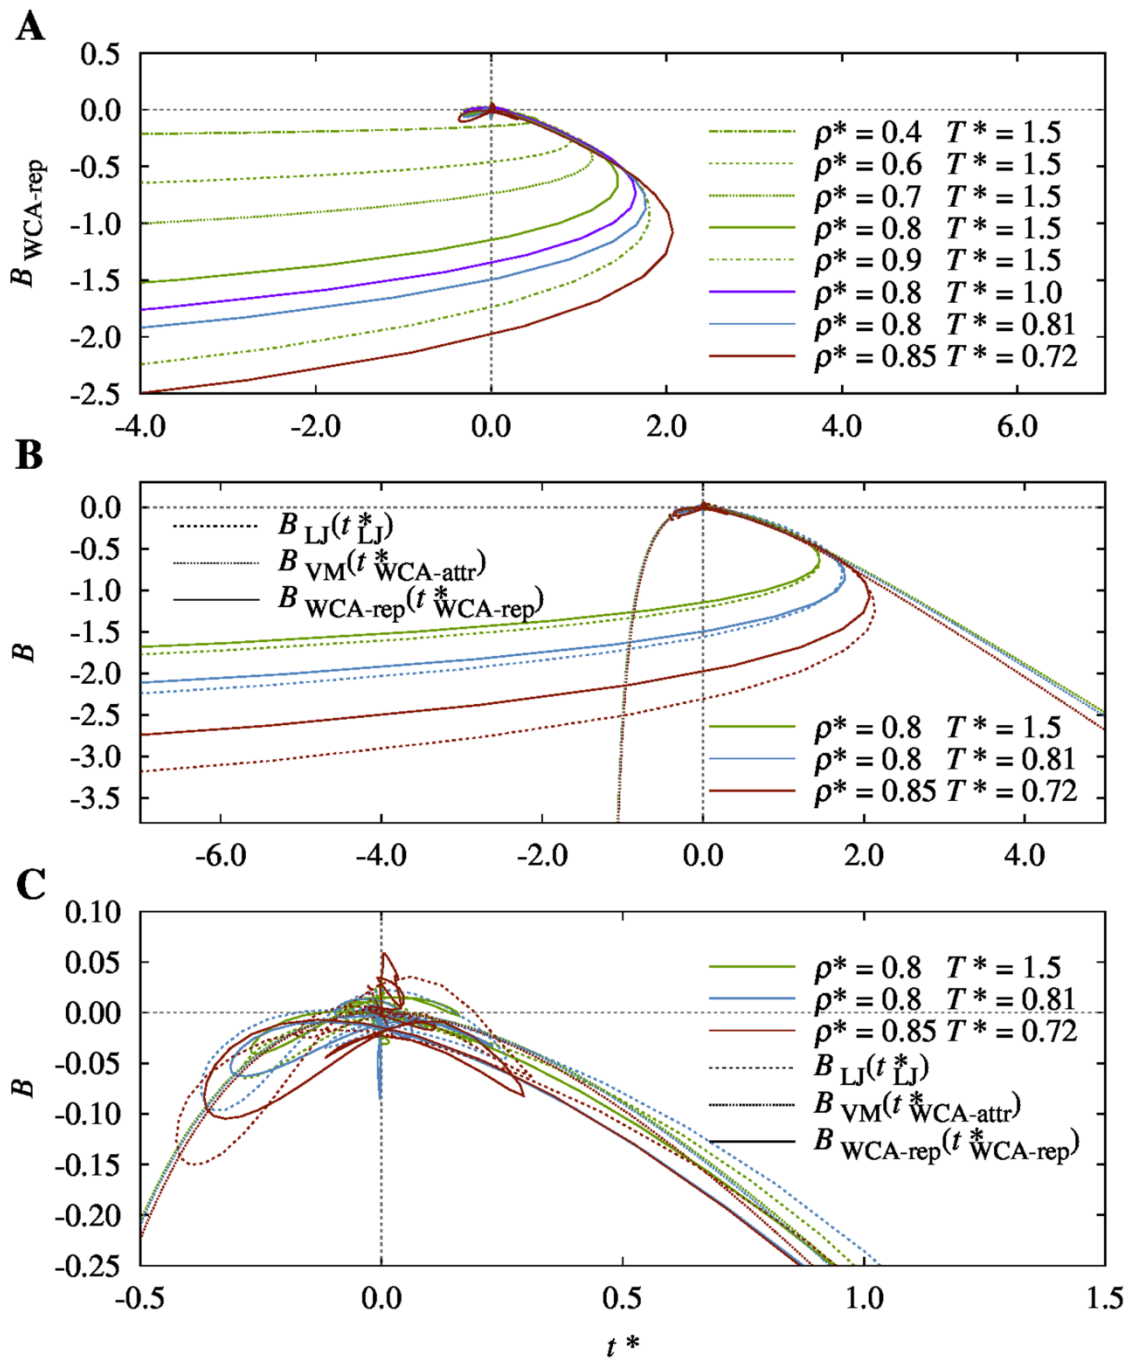 A
B WCA-rep
0.5
0.0
-0.5
-1.0
-1.5
-2.0
-2.5
-4.0 -2.0 0.0 2.0 4.0 6.0
ρ* = 0.4 T* = 1.5
ρ* = 0.6 T* = 1.5
ρ* = 0.7 T* = 1.5
ρ* = 0.8 T* = 1.5
ρ* = 0.9 T* = 1.5
ρ* = 0.8 T* = 1.0
ρ* = 0.8 T* = 0.81
ρ* = 0.85 T* = 0.72
B
B
0.0
-0.5
-1.0
-1.5
-2.0
-2.5
-3.0
-3.5
-6.0 -4.0 -2.0 0.0 2.0 4.0
B LJ(t*LJ)
B VM(t*WCA-attr)
B WCA-rep(t*WCA-rep)
ρ* = 0.8 T* = 1.5
ρ* = 0.8 T* = 0.81
ρ* = 0.85 T* = 0.72
C
B
0.10
0.05
0.00
-0.05
-0.10
-0.15
-0.20
-0.25
-0.5 0.0 0.5 1.0 1.5
ρ* = 0.8 T* = 1.5
ρ* = 0.8 T* = 0.81
ρ* = 0.85 T* = 0.72
B LJ(t*LJ)
B VM(t*WCA-attr)
B WCA-rep(t*WCA-rep)
t*